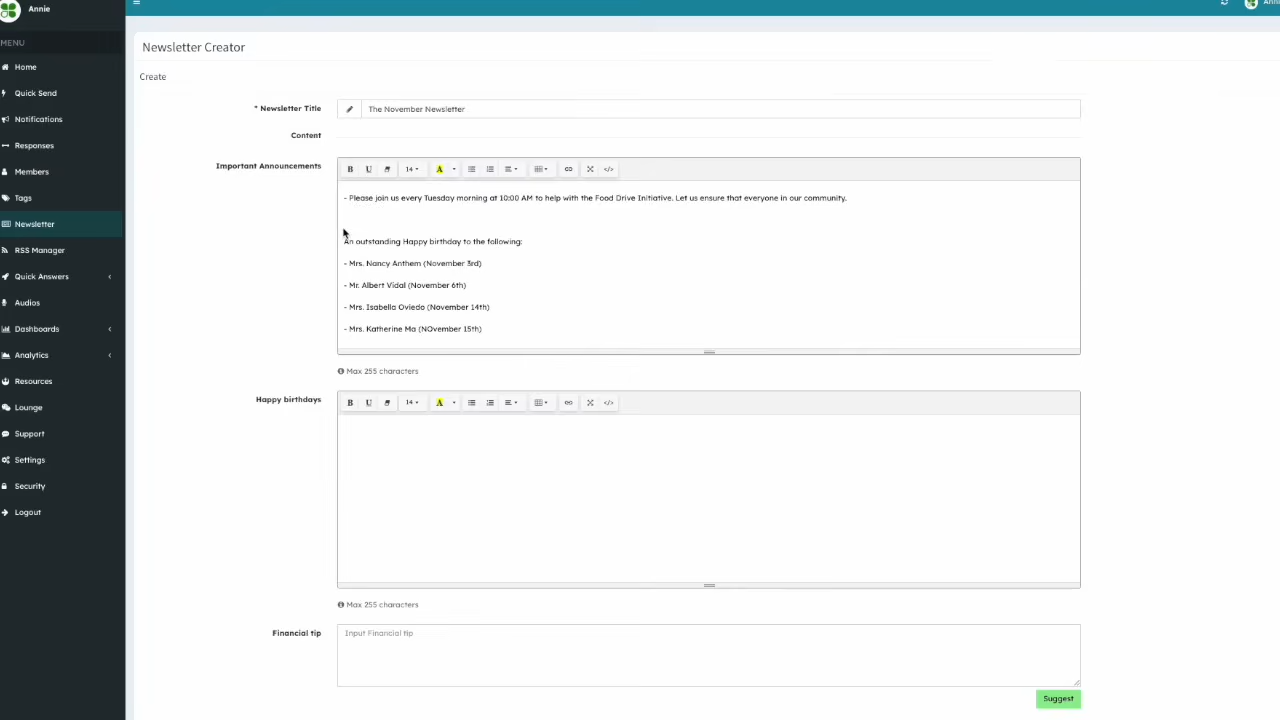 Annie
Anni
MENU
Home
Quick Send
Notifications
Responses
Members
Tags
Newsletter
RSS Manager
Quick Answers
Audios
Dashboards
Analytics
Resources
Lounge
Support
Settings
Security
Logout
Newsletter Creator
Create
* Newsletter Title
The November Newsletter
Content
Important Announcements
B U 14 A </>
- Please join us every Tuesday morning at 10:00 AM to help with the Food Drive Initiative. Let us ensure that everyone in our community.
An outstanding Happy birthday to the following:
- Mrs. Nancy Anthem (November 3rd)
- Mr. Albert Vidal (November 6th)
- Mrs. Isabella Oviedo (November 14th)
- Mrs. Katherine Ma (NOvember 15th)
Max 255 characters
Happy birthdays
B U 14 A </>
Max 255 characters
Financial tip
Input Financial tip
Suggest